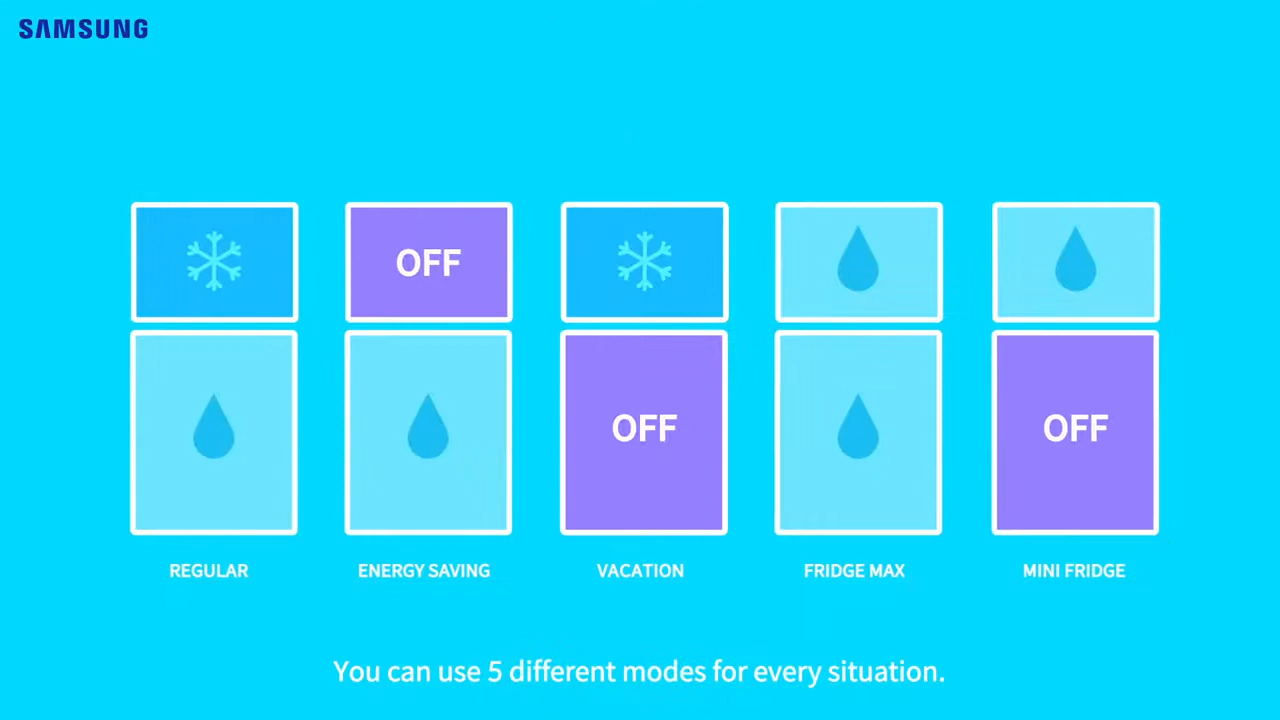 SAMSUNG
OFF
OFF
OFF
REGULAR
ENERGY SAVING
VACATION
FRIDGE MAX
MINI FRIDGE
You can use 5 different modes for every situation.